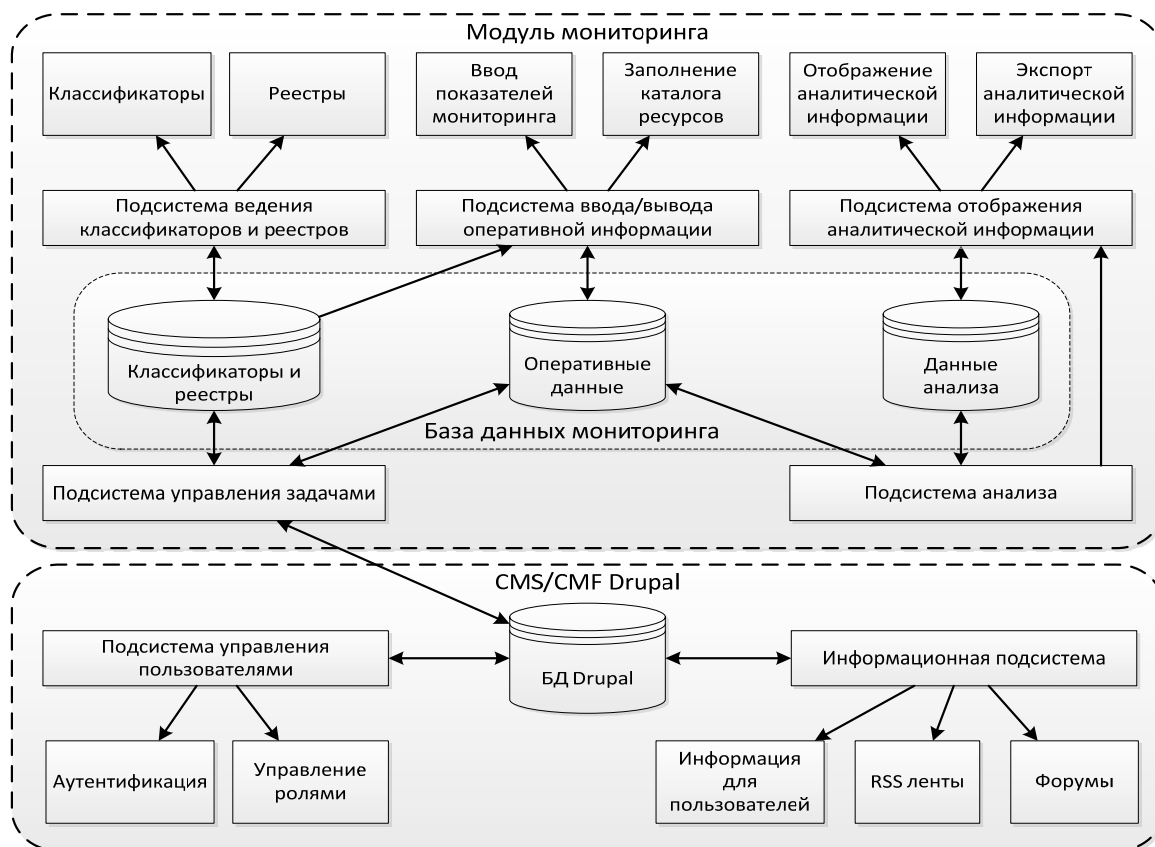 Модуль мониторинга
Классификаторы
Реестры
Ввод
показателей
мониторинга
Заполнение
каталога
ресурсов
Отображение
аналитической
информации
Экспорт
аналитической
информации
Подсистема ведения
классификаторов и реестров
Подсистема ввода/вывода
оперативной информации
Подсистема отображения
аналитической информации
Классификаторы и
реестры
Оперативные
данные
Данные
анализа
База данных мониторинга
Подсистема управления задачами
Подсистема анализа
CMS/CMF Drupal
Подсистема управления
пользователями
БД Drupal
Информационная подсистема
Аутентификация
Управление
ролями
Информация
для
пользователей
RSS ленты
Форумы